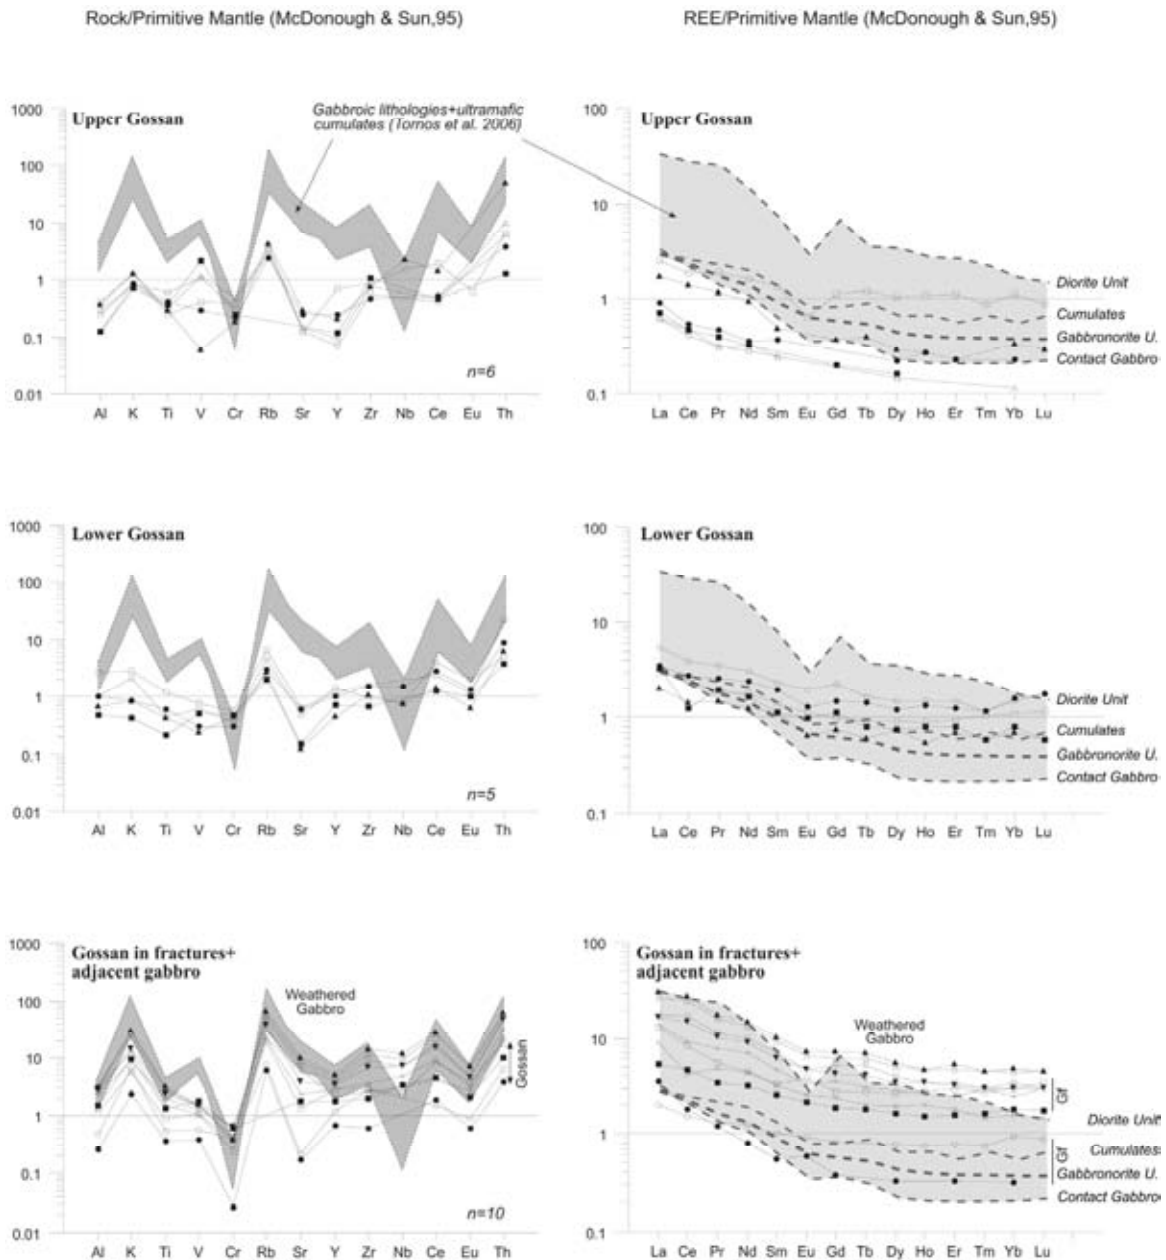 Rock/Primitive Mantle (McDonough & Sun,95)
REE/Primitive Mantle (McDonough & Sun,95)
1000
100
10
1
0.1
0.01
Upper Gossan
Gabbroic lithologies+ultramafic
cumulates (Tornos et al. 2006)
n=6
Al K Ti V Cr Rb Sr Y Zr Nb Ce Eu Th
100
10
1
0.1
Upper Gossan
Diorite Unit
Cumulates
Gabbronorite U.
Contact Gabbro
La Ce Pr Nd Sm Eu Gd Tb Dy Ho Er Tm Yb Lu
1000
100
10
1
0.1
0.01
Lower Gossan
n=5
Al K Ti V Cr Rb Sr Y Zr Nb Ce Eu Th
100
10
1
0.1
Lower Gossan
Diorite Unit
Cumulates
Gabbronorite U.
Contact Gabbro
La Ce Pr Nd Sm Eu Gd Tb Dy Ho Er Tm Yb Lu
1000
100
10
1
0.1
0.01
Gossan in fractures+
adjacent gabbro
Weathered
Gabbro
Gossan
n=10
Al K Ti V Cr Rb Sr Y Zr Nb Ce Eu Th
100
10
1
0.1
Gossan in fractures+
adjacent gabbro
Weathered
Gabbro
Gf
Diorite Unit
Gf
Cumulates
Gabbronorite U.
Contact Gabbro
La Ce Pr Nd Sm Eu Gd Tb Dy Ho Er Tm Yb Lu